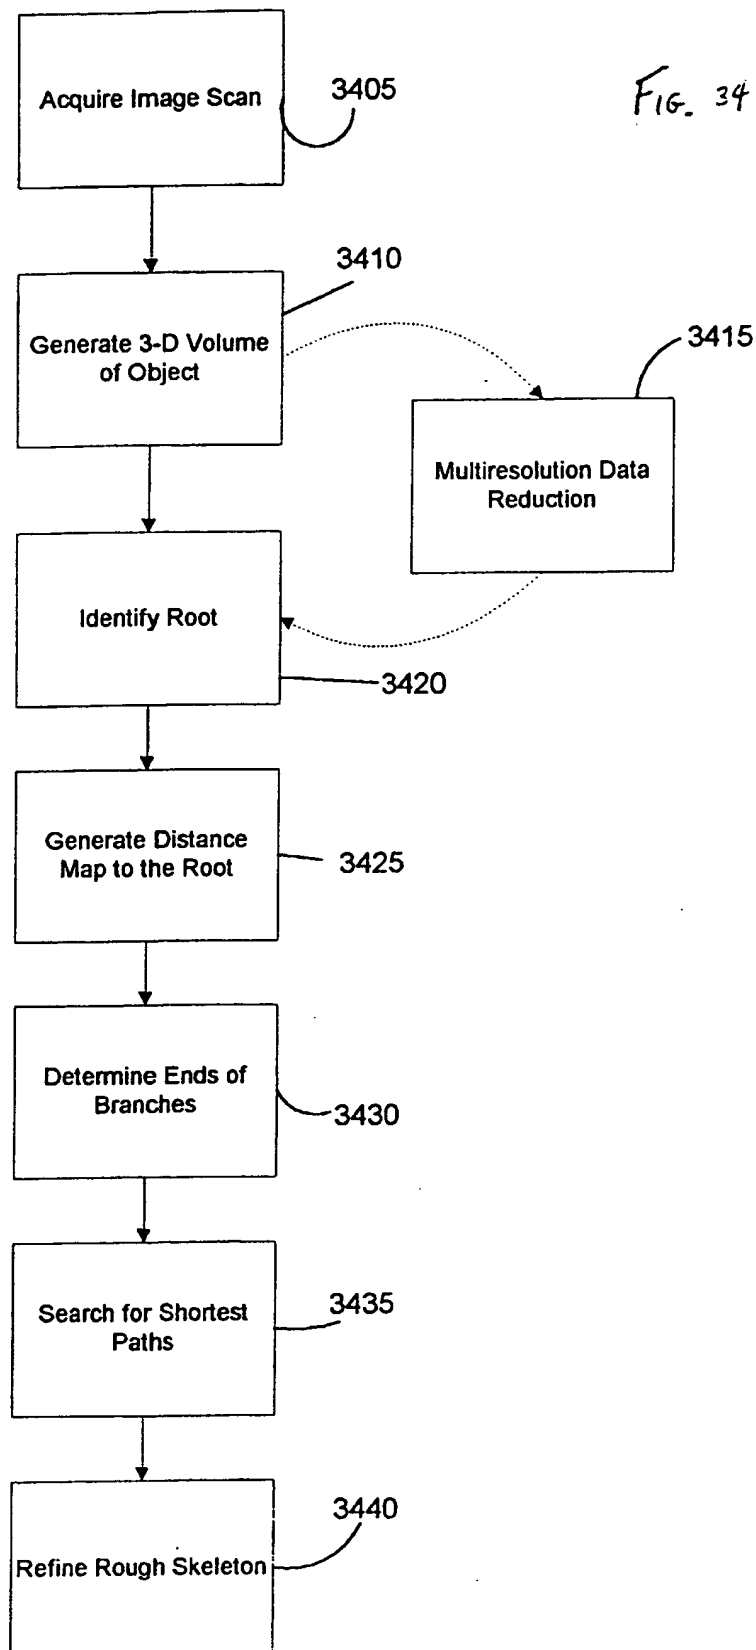 FIG. 34
Acquire Image Scan
3405
3410
Generate 3-D Volume
of Object
3415
Multiresolution Data
Reduction
Identify Root
3420
Generate Distance
Map to the Root
3425
Determine Ends of
Branches
3430
Search for Shortest
Paths
3435
Refine Rough Skeleton
3440